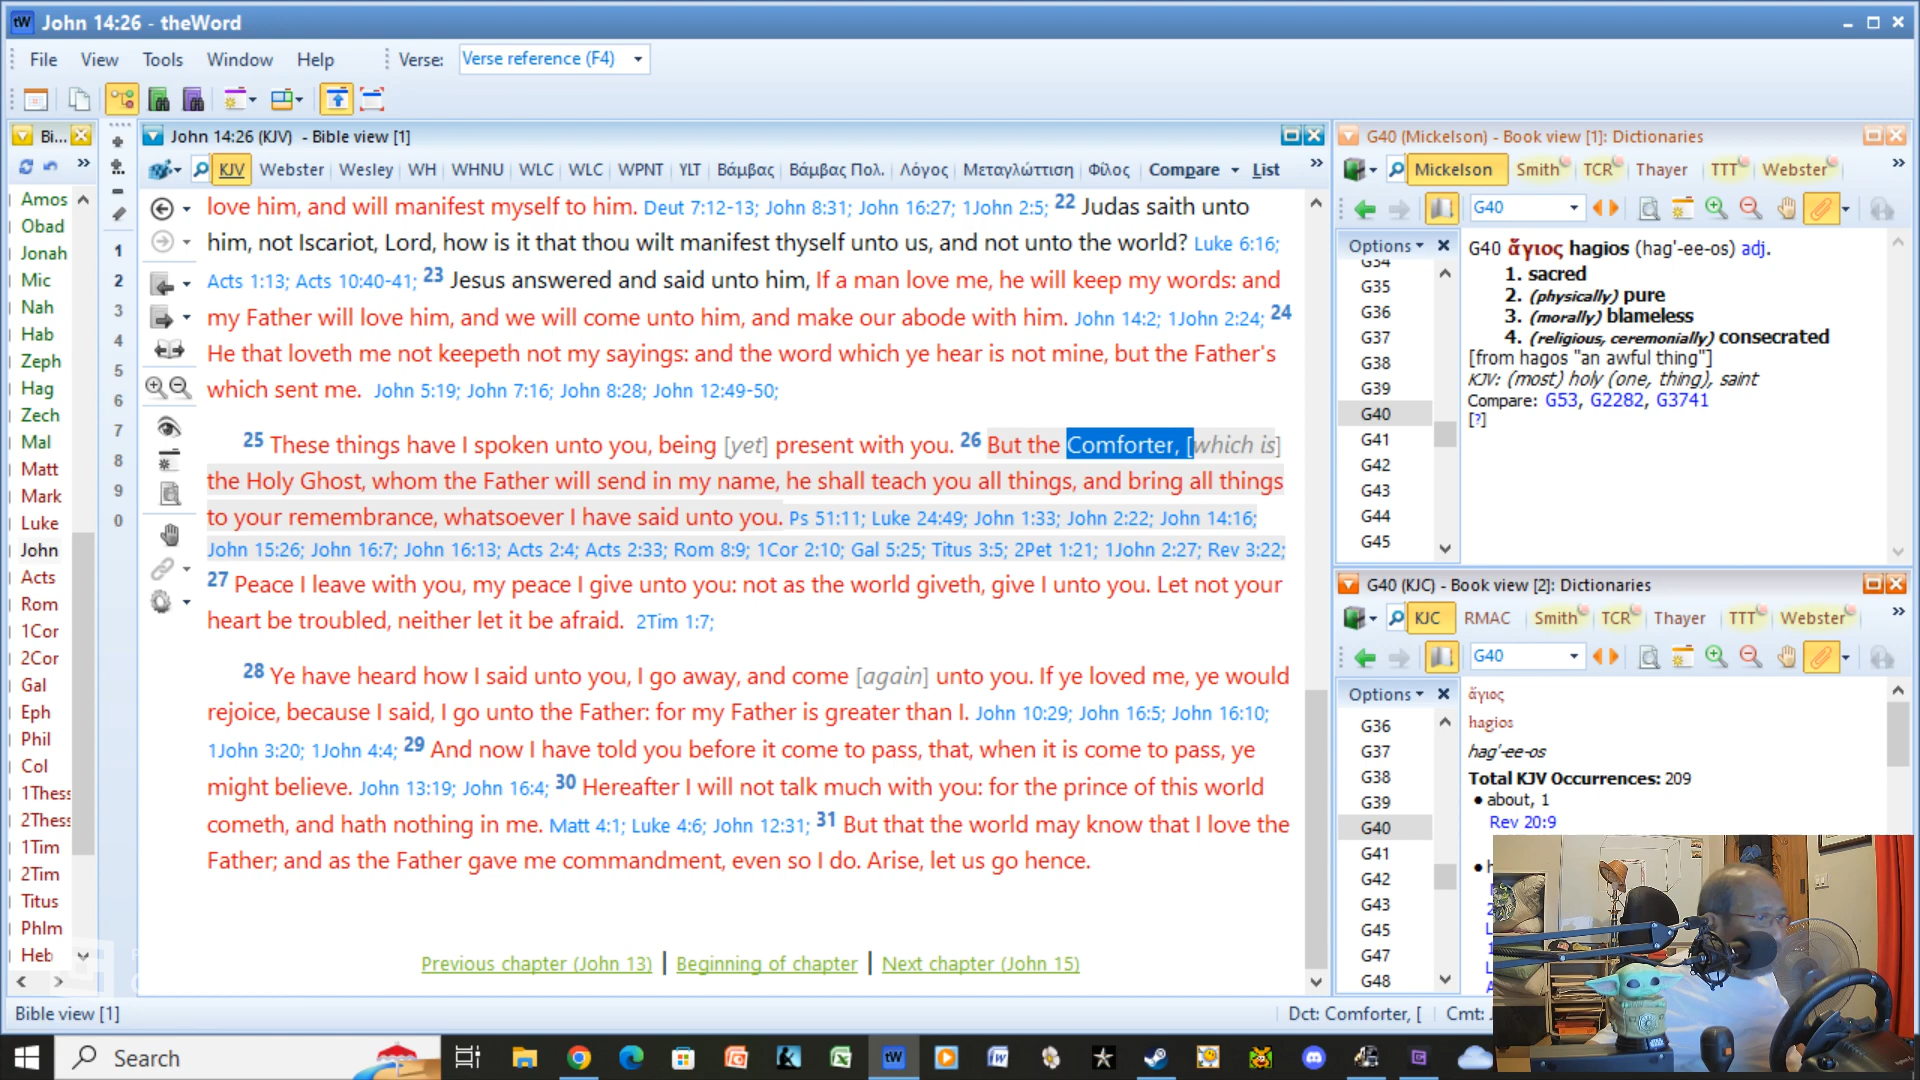 tW John 14:26 - theWord
File View Tools Window Help Verse: Verse reference (F4)
Bi...
Amos
Obad
Jonah
Mic
Nah
Hab
Zeph
Hag
Zech
Mal
Matt
Mark
Luke
John
Acts
Rom
1Cor
2Cor
Gal
Eph
Phil
Col
1Thess
2Thess
1Tim
2Tim
Titus
Phlm
Heb
1
2
3
4
5
6
7
8
9
0
John 14:26 (KJV) - Bible view [1]
KJV Webster Wesley WH WHNU WLC WLC WPNT YLT Βάμβας Βάμβας Πολ. Λόγος Μεταγλώττιση Φίλος Compare List
love him, and will manifest myself to him. Deut 7:12-13; John 8:31; John 16:27; 1John 2:5; 22 Judas saith unto
him, not Iscariot, Lord, how is it that thou wilt manifest thyself unto us, and not unto the world? Luke 6:16;
Acts 1:13; Acts 10:40-41; 23 Jesus answered and said unto him, If a man love me, he will keep my words: and
my Father will love him, and we will come unto him, and make our abode with him. John 14:2; 1John 2:24; 24
He that loveth me not keepeth not my sayings: and the word which ye hear is not mine, but the Father's
which sent me. John 5:19; John 7:16; John 8:28; John 12:49-50;
25 These things have I spoken unto you, being [yet] present with you. 26 But the Comforter, [which is]
the Holy Ghost, whom the Father will send in my name, he shall teach you all things, and bring all things
to your remembrance, whatsoever I have said unto you. Ps 51:11; Luke 24:49; John 1:33; John 2:22; John 14:16;
John 15:26; John 16:7; John 16:13; Acts 2:4; Acts 2:33; Rom 8:9; 1Cor 2:10; Gal 5:25; Titus 3:5; 2Pet 1:21; 1John 2:27; Rev 3:22;
27 Peace I leave with you, my peace I give unto you: not as the world giveth, give I unto you. Let not your
heart be troubled, neither let it be afraid. 2Tim 1:7;
28 Ye have heard how I said unto you, I go away, and come [again] unto you. If ye loved me, ye would
rejoice, because I said, I go unto the Father: for my Father is greater than I. John 10:29; John 16:5; John 16:10;
1John 3:20; 1John 4:4; 29 And now I have told you before it come to pass, that, when it is come to pass, ye
might believe. John 13:19; John 16:4; 30 Hereafter I will not talk much with you: for the prince of this world
cometh, and hath nothing in me. Matt 4:1; Luke 4:6; John 12:31; 31 But that the world may know that I love the
Father; and as the Father gave me commandment, even so I do. Arise, let us go hence.
Previous chapter (John 13) | Beginning of chapter | Next chapter (John 15)
G40 (Mickelson) - Book view [1]: Dictionaries
Mickelson Smith TCR Thayer TTT Webster
G40
Options
G34
G35
G36
G37
G38
G39
G40
G41
G42
G43
G44
G45
G40 ἅγιος hagios (hag'-ee-os) adj.
1. sacred
2. (physically) pure
3. (morally) blameless
4. (religious, ceremonially) consecrated
[from hagos "an awful thing"]
KJV: (most) holy (one, thing), saint
Compare: G53, G2282, G3741
[?]
G40 (KJC) - Book view [2]: Dictionaries
KJC RMAC Smith TCR Thayer TTT Webster
G40
Options
G36
G37
G38
G39
G40
G41
G42
G43
G45
G47
G48
ἅγιος
hagios
hag'-ee-os
Total KJV Occurrences: 209
• about, 1
Rev 20:9
Bible view [1] Dct: Comforter, [ Cmt:
Search